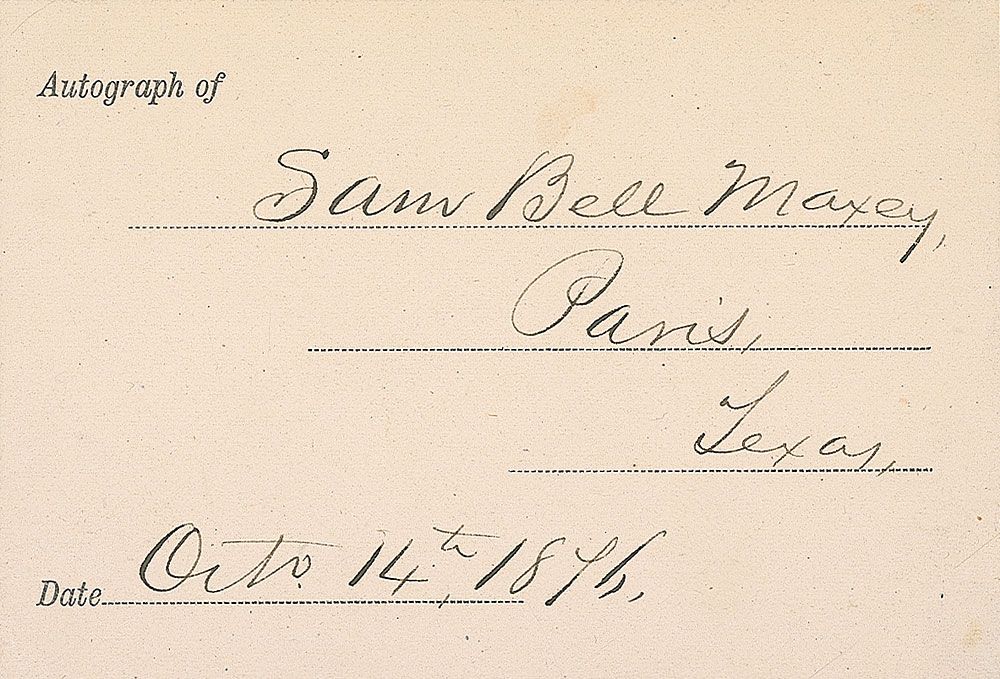 Autograph of
Sam Bell Maxey,
Paris,
Texas,
Date Octo. 14th, 1876,